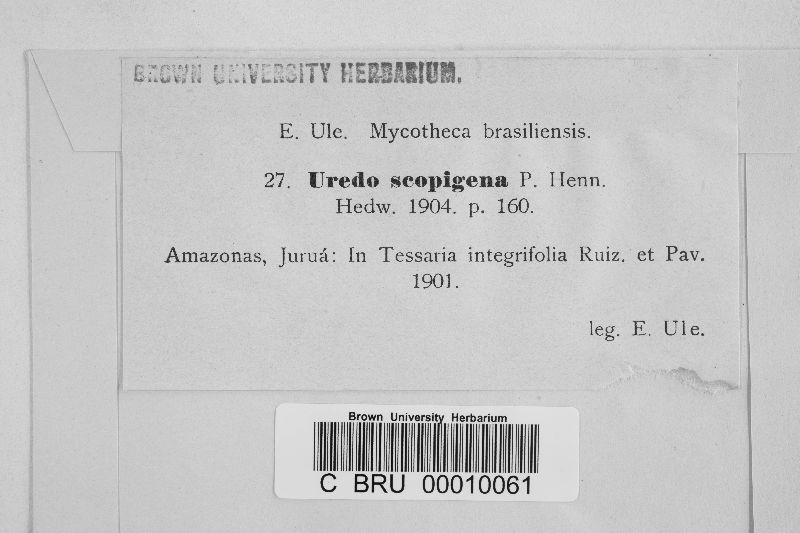 BROWN UNIVERSITY HERBARIUM.
E. Ule. Mycotheca brasiliensis.
27. Uredo scopigena P. Henn.
Hedw. 1904. p. 160.
Amazonas, Juruá: In Tessaria integrifolia Ruiz. et Pav.
1901.
leg. E. Ule.
Brown University Herbarium
C BRU 00010061